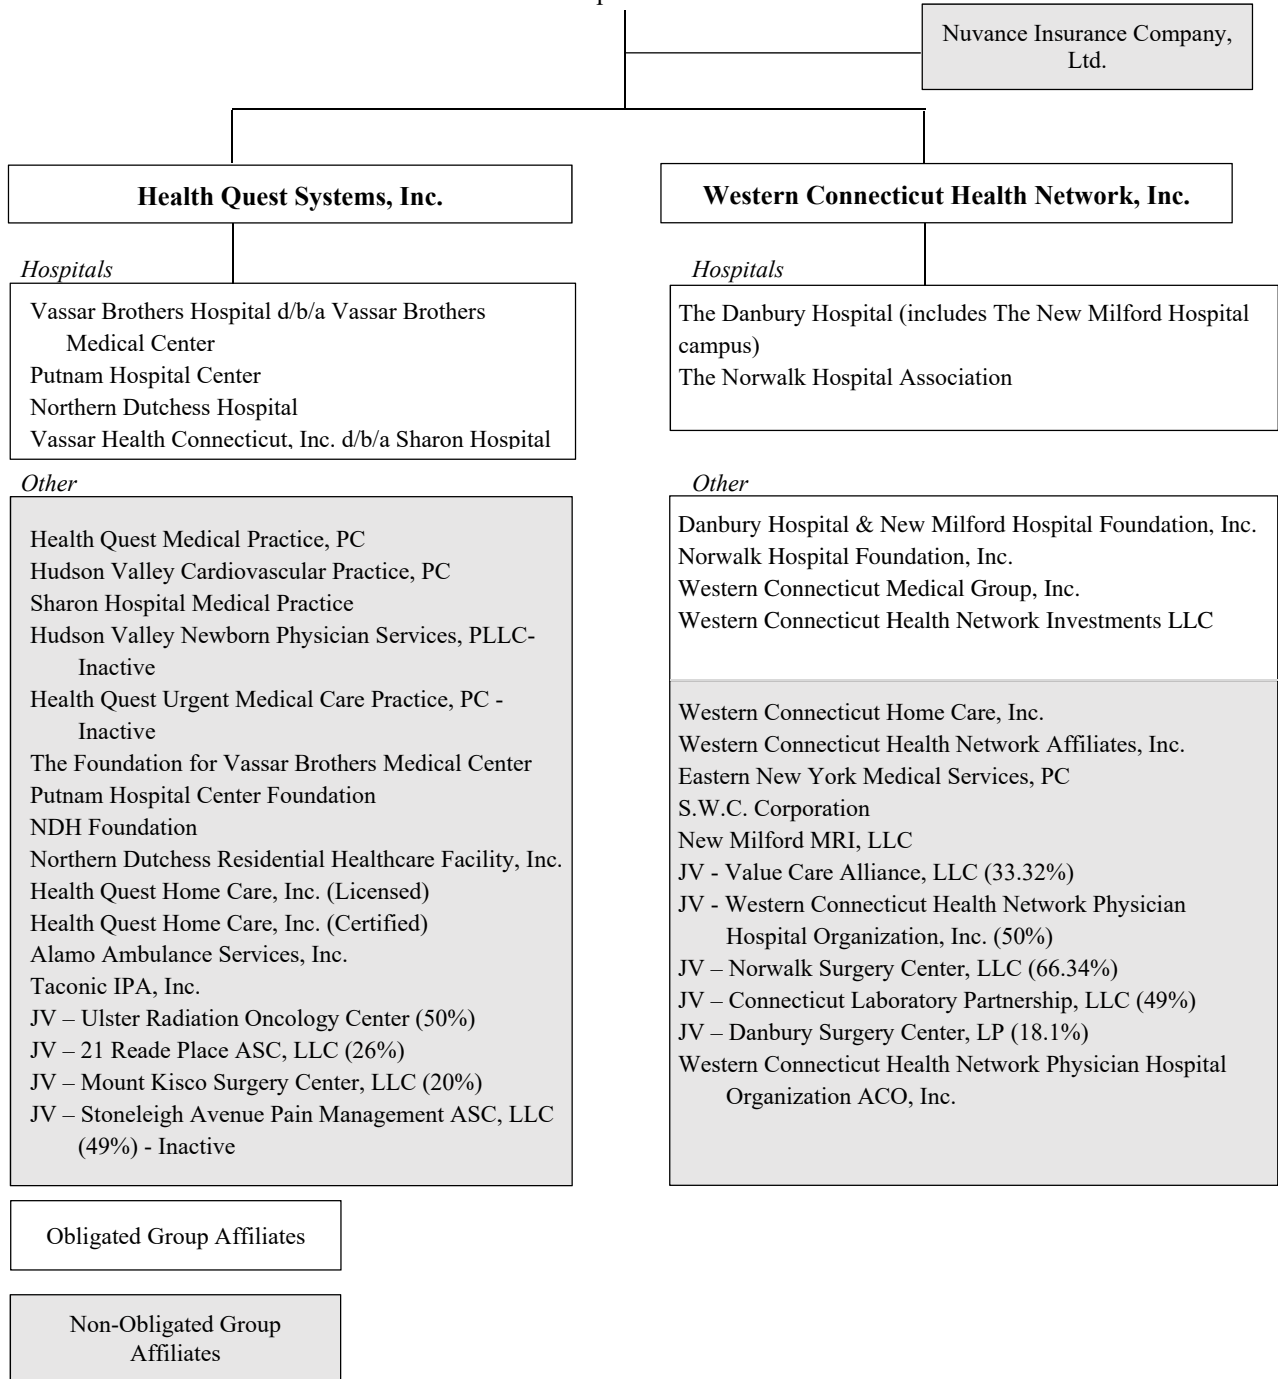 Nuvance Insurance Company,
Ltd.
Health Quest Systems, Inc.
Western Connecticut Health Network, Inc.
Hospitals
Vassar Brothers Hospital d/b/a Vassar Brothers
Medical Center
Putnam Hospital Center
Northern Dutchess Hospital
Vassar Health Connecticut, Inc. d/b/a Sharon Hospital
Hospitals
The Danbury Hospital (includes The New Milford Hospital
campus)
The Norwalk Hospital Association
Other
Health Quest Medical Practice, PC
Hudson Valley Cardiovascular Practice, PC
Sharon Hospital Medical Practice
Hudson Valley Newborn Physician Services, PLLC-
Inactive
Health Quest Urgent Medical Care Practice, PC -
Inactive
The Foundation for Vassar Brothers Medical Center
Putnam Hospital Center Foundation
NDH Foundation
Northern Dutchess Residential Healthcare Facility, Inc.
Health Quest Home Care, Inc. (Licensed)
Health Quest Home Care, Inc. (Certified)
Alamo Ambulance Services, Inc.
Taconic IPA, Inc.
JV – Ulster Radiation Oncology Center (50%)
JV – 21 Reade Place ASC, LLC (26%)
JV – Mount Kisco Surgery Center, LLC (20%)
JV – Stoneleigh Avenue Pain Management ASC, LLC
(49%) - Inactive
Other
Danbury Hospital & New Milford Hospital Foundation, Inc.
Norwalk Hospital Foundation, Inc.
Western Connecticut Medical Group, Inc.
Western Connecticut Health Network Investments LLC
Western Connecticut Home Care, Inc.
Western Connecticut Health Network Affiliates, Inc.
Eastern New York Medical Services, PC
S.W.C. Corporation
New Milford MRI, LLC
JV - Value Care Alliance, LLC (33.32%)
JV - Western Connecticut Health Network Physician
Hospital Organization, Inc. (50%)
JV – Norwalk Surgery Center, LLC (66.34%)
JV – Connecticut Laboratory Partnership, LLC (49%)
JV – Danbury Surgery Center, LP (18.1%)
Western Connecticut Health Network Physician Hospital
Organization ACO, Inc.
Obligated Group Affiliates
Non-Obligated Group
Affiliates